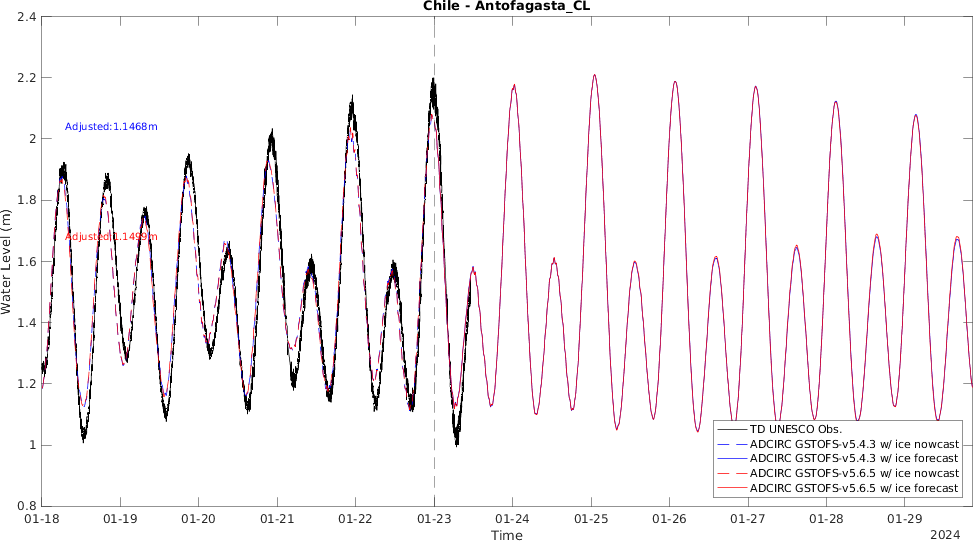 Chile - Antofagasta_CL
2.4
2.2
2
1.8
1.6
1.4
1.2
1
0.8
Water Level (m)
Adjusted:1.1468m
Adjusted:1.1499m
TD UNESCO Obs.
ADCIRC GSTOFS-v5.4.3 w/ ice nowcast
ADCIRC GSTOFS-v5.4.3 w/ ice forecast
ADCIRC GSTOFS-v5.6.5 w/ ice nowcast
ADCIRC GSTOFS-v5.6.5 w/ ice forecast
01-18 01-19 01-20 01-21 01-22 01-23 01-24 01-25 01-26 01-27 01-28 01-29
Time
2024